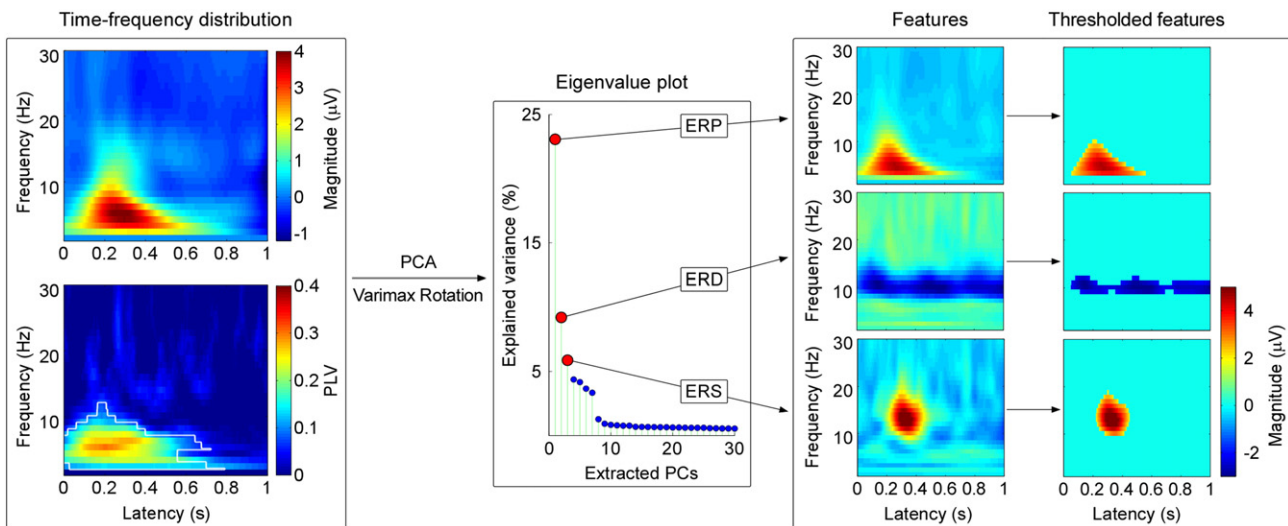 Time-frequency distribution
30
20
10
Frequency (Hz)
0 0.2 0.4 0.6 0.8 1
4
3
2
1
0
-1
Magnitude (μV)
30
20
10
Frequency (Hz)
0 0.2 0.4 0.6 0.8 1
Latency (s)
0.4
0.3
0.2
0.1
0
PLV
PCA
Varimax Rotation
Eigenvalue plot
25
15
5
Explained variance (%)
0 10 20 30
Extracted PCs
ERP
ERD
ERS
Features
Thresholded features
30
20
10
Frequency (Hz)
30
20
10
Frequency (Hz)
30
20
10
Frequency (Hz)
0 0.2 0.4 0.6 0.8 1
Latency (s)
0 0.2 0.4 0.6 0.8 1
Latency (s)
4
2
0
-2
Magnitude (μV)